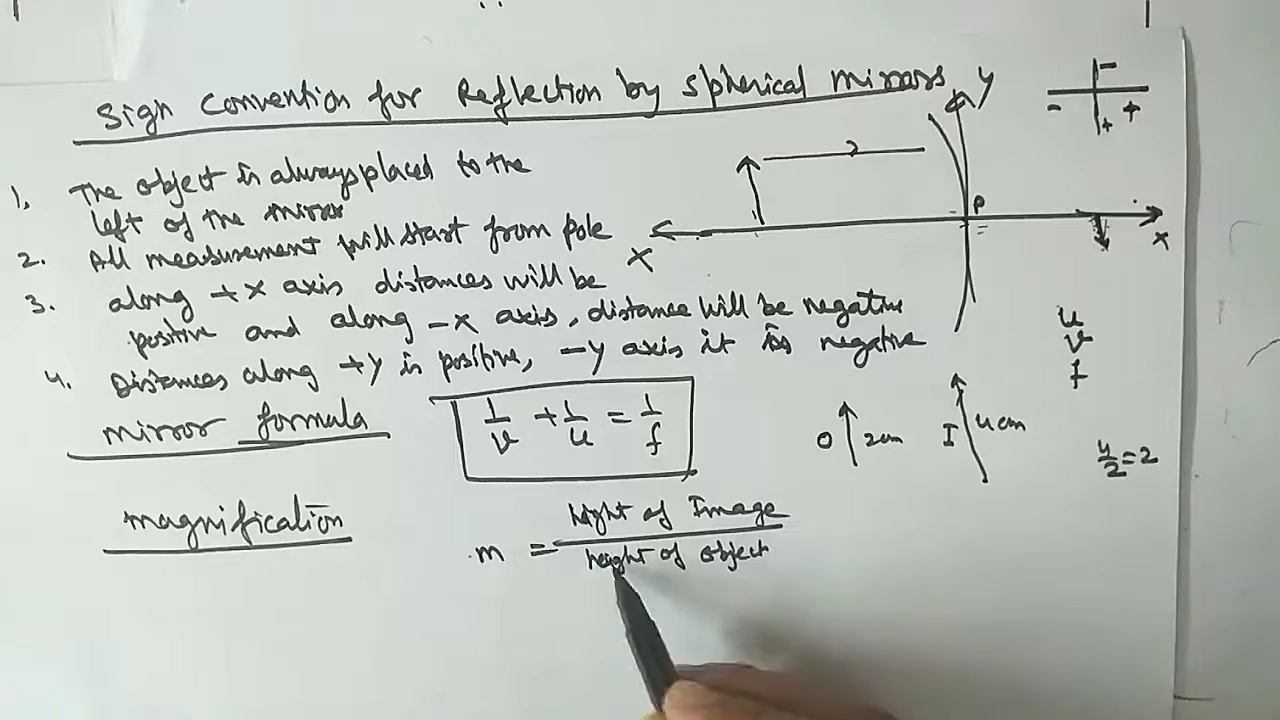 Sign Convention for Reflection by Spherical mirrors
1. The object is always placed to the
left of the mirror
2. All measurement will start from pole
3. along +x axis distances will be
positive and along -x axis, distance will be negative
4. Distances along +y is positive, -y axis it is negative
mirror formula
1/v + 1/u = 1/f
magnification
m = hight of Image
height of object
y
P
X
x
- -
+ +
u
v
f
O 2cm
I 4cm
4/2 = 2